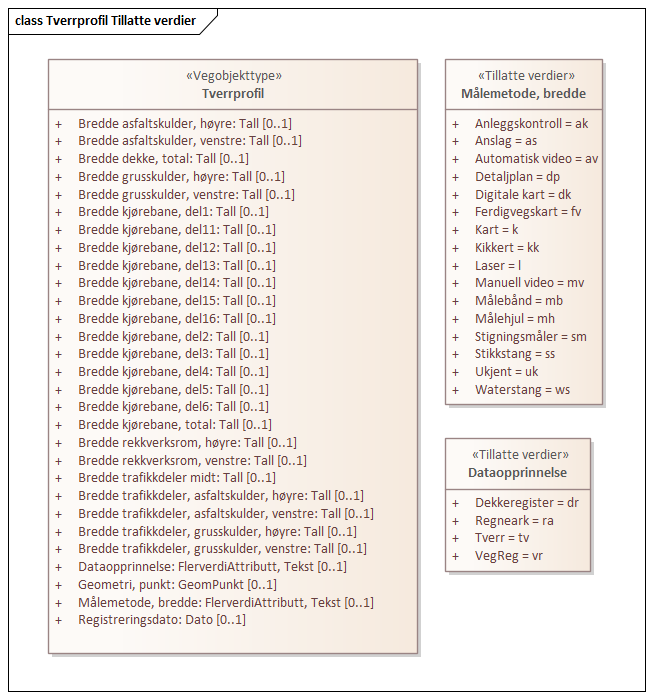 class Tverrprofil Tillatte verdier
«Vegobjekttype»
Tverrprofil
+ Bredde asfaltskulder, høyre: Tall [0..1]
+ Bredde asfaltskulder, venstre: Tall [0..1]
+ Bredde dekke, total: Tall [0..1]
+ Bredde grusskulder, høyre: Tall [0..1]
+ Bredde grusskulder, venstre: Tall [0..1]
+ Bredde kjørebane, del1: Tall [0..1]
+ Bredde kjørebane, del11: Tall [0..1]
+ Bredde kjørebane, del12: Tall [0..1]
+ Bredde kjørebane, del13: Tall [0..1]
+ Bredde kjørebane, del14: Tall [0..1]
+ Bredde kjørebane, del15: Tall [0..1]
+ Bredde kjørebane, del16: Tall [0..1]
+ Bredde kjørebane, del2: Tall [0..1]
+ Bredde kjørebane, del3: Tall [0..1]
+ Bredde kjørebane, del4: Tall [0..1]
+ Bredde kjørebane, del5: Tall [0..1]
+ Bredde kjørebane, del6: Tall [0..1]
+ Bredde kjørebane, total: Tall [0..1]
+ Bredde rekkverksrom, høyre: Tall [0..1]
+ Bredde rekkverksrom, venstre: Tall [0..1]
+ Bredde trafikkdeler midt: Tall [0..1]
+ Bredde trafikkdeler, asfaltskulder, høyre: Tall [0..1]
+ Bredde trafikkdeler, asfaltskulder, venstre: Tall [0..1]
+ Bredde trafikkdeler, grusskulder, høyre: Tall [0..1]
+ Bredde trafikkdeler, grusskulder, venstre: Tall [0..1]
+ Dataopprinnelse: FlerverdiAttributt, Tekst [0..1]
+ Geometri, punkt: GeomPunkt [0..1]
+ Målemetode, bredde: FlerverdiAttributt, Tekst [0..1]
+ Registreringsdato: Dato [0..1]
«Tillatte verdier»
Målemetode, bredde
+ Anleggskontroll = ak
+ Anslag = as
+ Automatisk video = av
+ Detaljplan = dp
+ Digitale kart = dk
+ Ferdigvegskart = fv
+ Kart = k
+ Kikkert = kk
+ Laser = l
+ Manuell video = mv
+ Målebånd = mb
+ Målehjul = mh
+ Stigningsmåler = sm
+ Stikkstang = ss
+ Ukjent = uk
+ Waterstang = ws
«Tillatte verdier»
Dataopprinnelse
+ Dekkeregister = dr
+ Regneark = ra
+ Tverr = tv
+ VegReg = vr